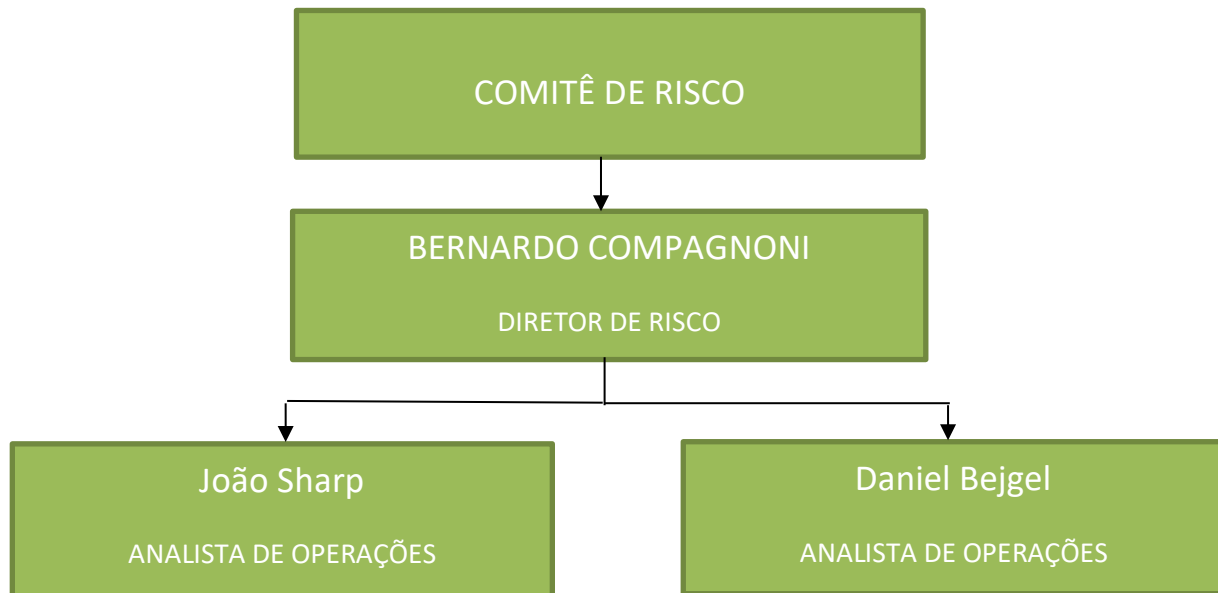 COMITÊ DE RISCO
BERNARDO COMPAGNONI
DIRETOR DE RISCO
João Sharp
ANALISTA DE OPERAÇÕES
Daniel Bejgel
ANALISTA DE OPERAÇÕES